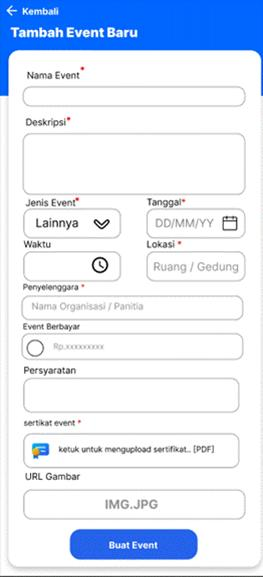 Kembali
Tambah Event Baru
Nama Event*
Deskripsi*
Jenis Event* Tanggal*
Lainnya DD/MM/YY
Waktu Lokasi *
Ruang / Gedung
Penyelenggara *
Nama Organisasi / Panitia
Event Berbayar
Rp.xxxxxxxxx
Persyaratan
sertikat event *
ketuk untuk mengupload sertifikat.. [PDF]
URL Gambar
IMG.JPG
Buat Event